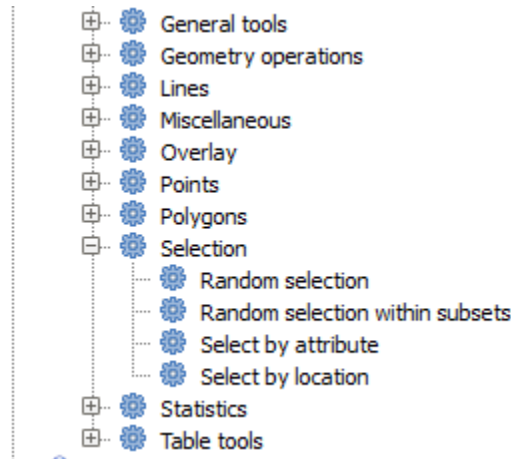 General tools
Geometry operations
Lines
Miscellaneous
Overlay
Points
Polygons
Selection
Random selection
Random selection within subsets
Select by attribute
Select by location
Statistics
Table tools